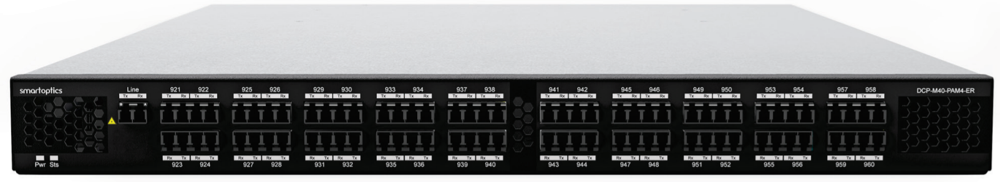 smartoptics
Line 921 922 925 926 929 930 933 934 937 938 941 942 945 946 949 950 953 954 957 958 DCP-M40-PAM4-ER
Tx Rx Tx Rx Tx Rx Tx Rx Tx Rx Tx Rx Tx Rx Tx Rx Tx Rx Tx Rx Tx Rx Tx Rx Tx Rx Tx Rx Tx Rx Tx Rx Tx Rx Tx Rx Tx Rx Tx Rx Tx Rx
Rx Tx Rx Tx Rx Tx Rx Tx Rx Tx Rx Tx Rx Tx Rx Tx Rx Tx Rx Tx Rx Tx Rx Tx Rx Tx Rx Tx Rx Tx Rx Tx Rx Tx Rx Tx Rx Tx Rx Tx
Pwr Sts 923 924 927 928 931 932 935 936 939 940 943 944 947 948 951 952 955 956 959 960